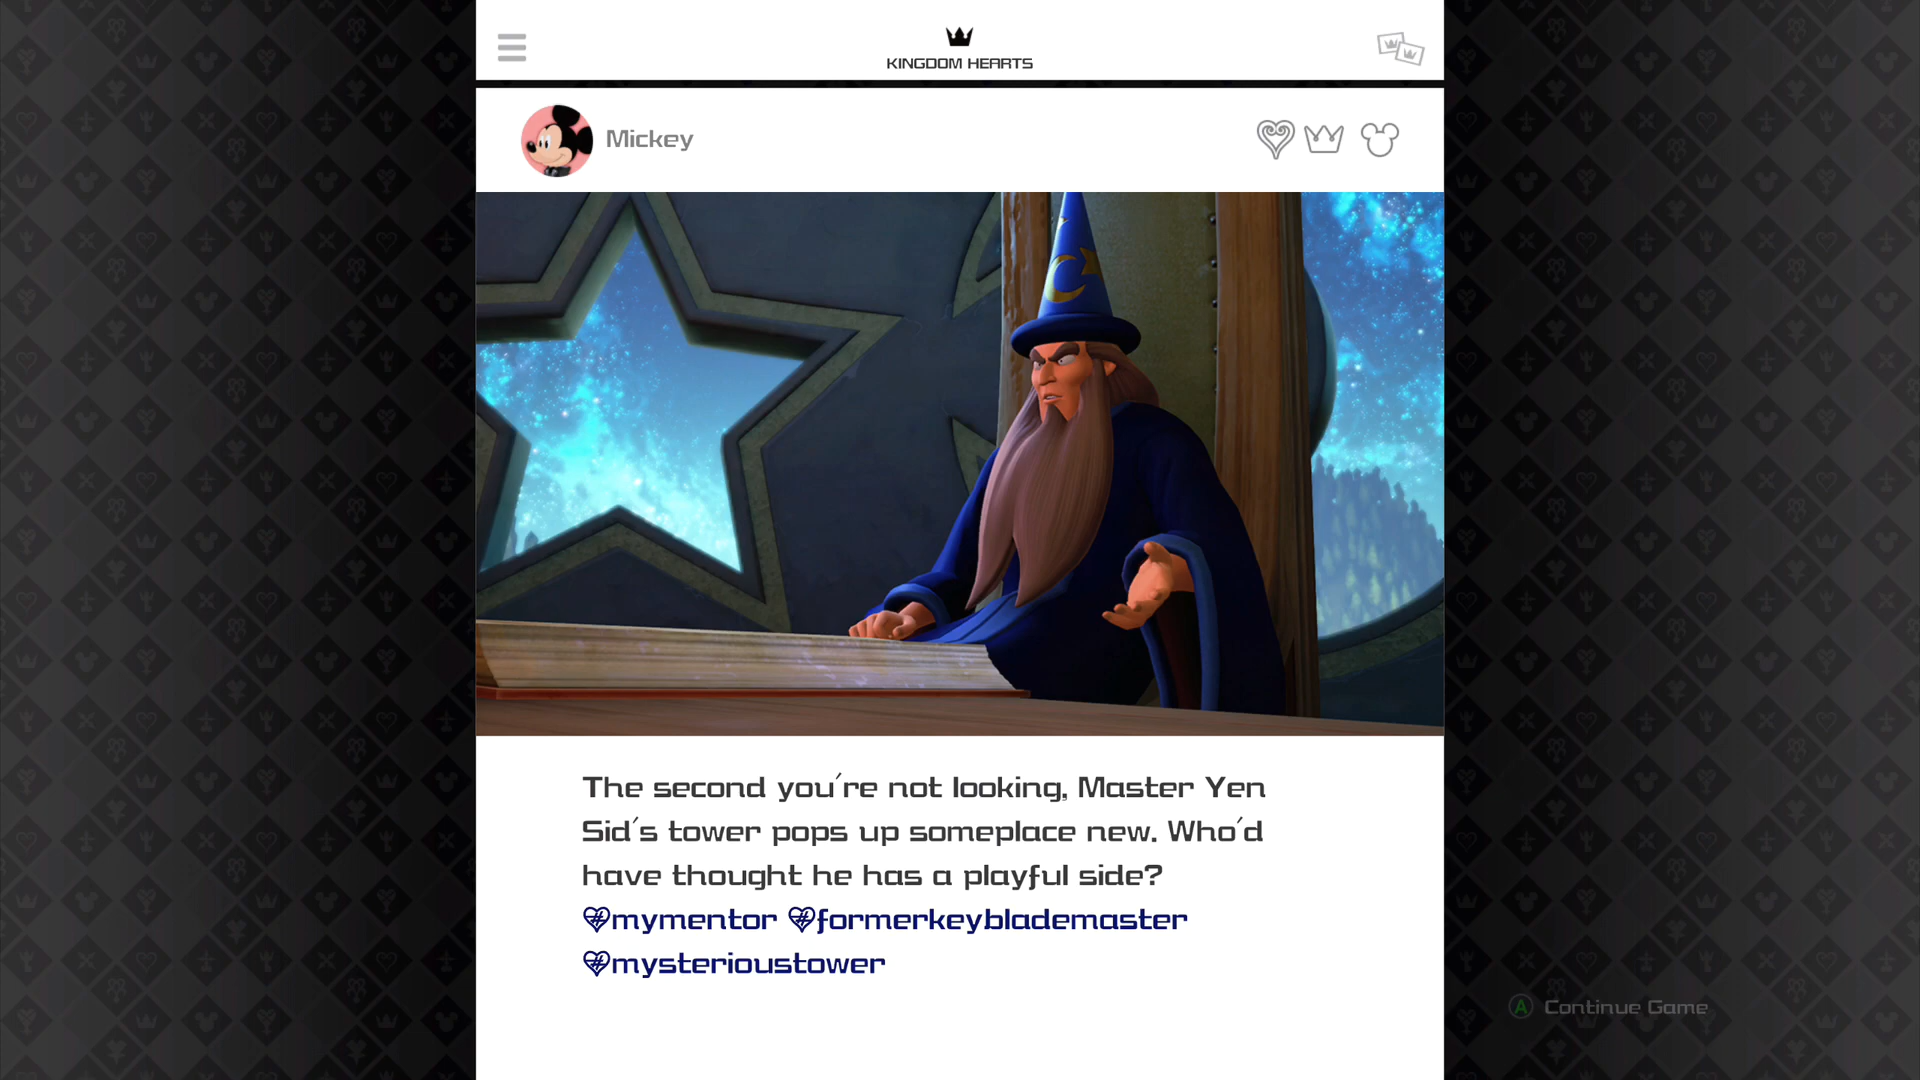 KINGDOM HEARTS
Mickey
The second you're not looking, Master Yen
Sid's tower pops up someplace new. Who'd
have thought he has a playful side?
#mymentor #formerkeyblademaster
#mysterioustower
A Continue Game